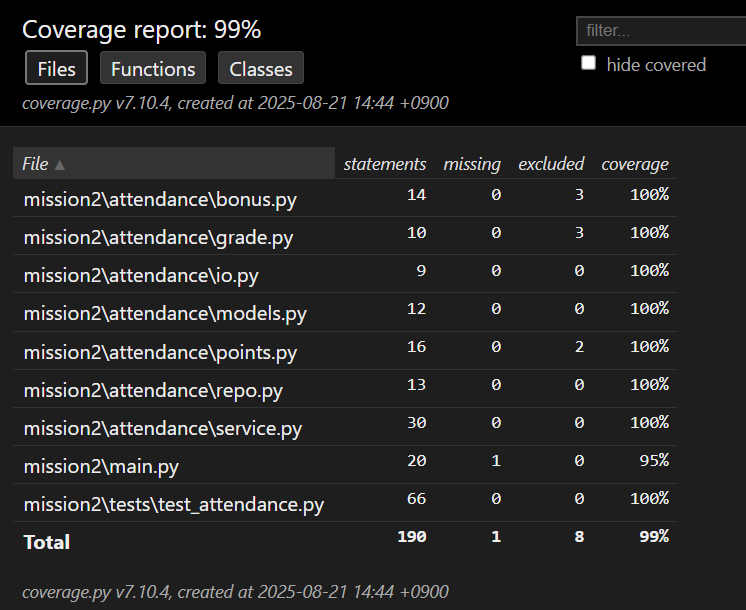 Coverage report: 99%
filter...
Files Functions Classes
hide covered
coverage.py v7.10.4, created at 2025-08-21 14:44 +0900
File ▲ statements missing excluded coverage
mission2\attendance\bonus.py 14 0 3 100%
mission2\attendance\grade.py 10 0 3 100%
mission2\attendance\io.py 9 0 0 100%
mission2\attendance\models.py 12 0 0 100%
mission2\attendance\points.py 16 0 2 100%
mission2\attendance\repo.py 13 0 0 100%
mission2\attendance\service.py 30 0 0 100%
mission2\main.py 20 1 0 95%
mission2\tests\test_attendance.py 66 0 0 100%
Total 190 1 8 99%
coverage.py v7.10.4, created at 2025-08-21 14:44 +0900